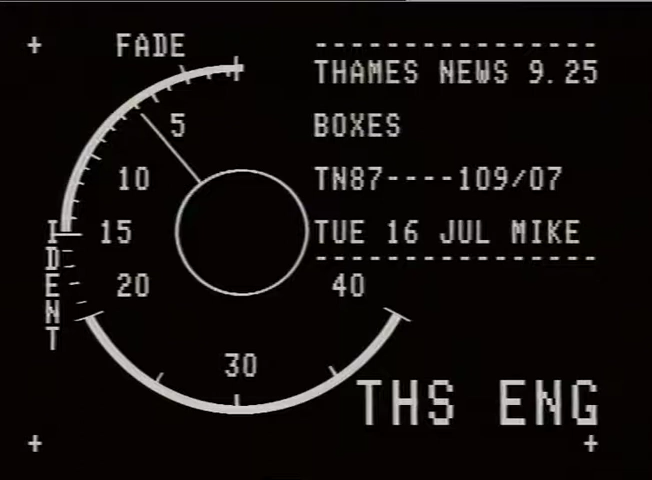 FADE
THAMES NEWS 9.25
5
BOXES
10
TN87----109/07
15
TUE 16 JUL MIKE
IDENT
20
40
30
THS ENG